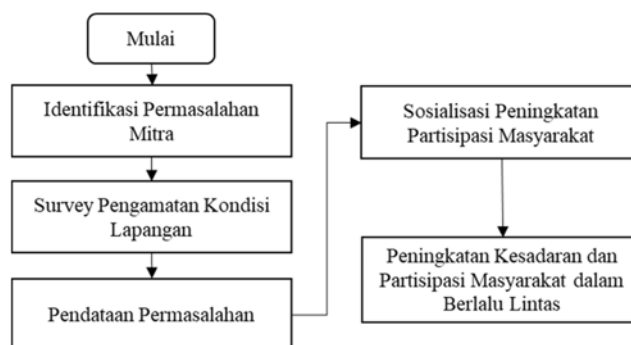 Mulai
Identifikasi Permasalahan
Mitra
Survey Pengamatan Kondisi
Lapangan
Pendataan Permasalahan
Sosialisasi Peningkatan
Partisipasi Masyarakat
Peningkatan Kesadaran dan
Partisipasi Masyarakat dalam
Berlalu Lintas